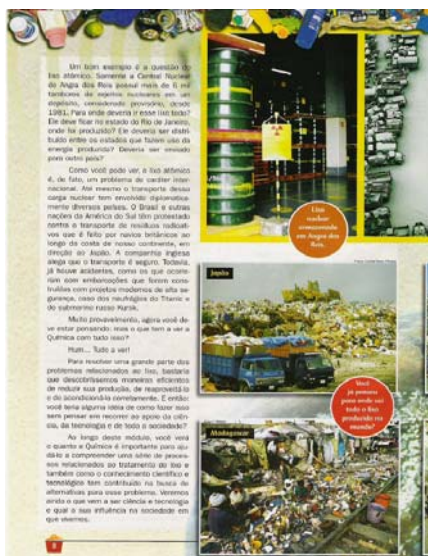 Um bom exemplo é a questão do
lixo atômico. Somente a Central Nuclear
de Angra dos Reis possui mais de 6 mil
tambores de rejeitos nucleares em um
depósito, considerado provisório, desde
1981. Para onde deveria ir esse lixo todo?
Ele deve ficar no estado do Rio de Janeiro,
onde foi produzido? Ele deveria ser distri-
buído entre os estados que fazem uso da
energia produzida? Deveria ser enviado
para outro país?
Como você pode ver, o lixo atômico
é, de fato, um problema de caráter inter-
nacional. Até mesmo o transporte dessa
carga nuclear tem envolvido diplomatica-
mente diversos países. O Brasil e outras
nações da América do Sul têm protestado
contra o transporte de resíduos radioati-
vos que é feito por navios britânicos ao
longo da costa de nosso continente, em
direção ao Japão. A companhia inglesa
alega que o transporte é seguro. Todavia,
já houve acidentes, como os que ocorre-
ram com embarcações que foram cons-
truídas com projetos modernos de alta se-
gurança, caso dos naufrágios do Titanic e
do submarino russo Kursk.
Muito provavelmente, agora você de-
ve estar pensando: mas o que tem a ver a
Química com tudo isso?
Hum... Tudo a ver!
Para resolver uma grande parte dos
problemas relacionados ao lixo, bastaria
que descobríssemos maneiras eficientes
de reduzir sua produção, de reaproveitá-lo
e de acondicioná-lo corretamente. E então:
você teria alguma ideia de como fazer isso
sem pensar em recorrer ao apoio da ciên-
cia, da tecnologia e de toda a sociedade?
Ao longo deste módulo, você verá
o quanto a Química é importante para aju-
dá-lo a compreender uma série de proces-
sos relacionados ao tratamento do lixo e
também como o conhecimento científico e
tecnológico tem contribuído na busca de
alternativas para esse problema. Veremos
ainda o que vem a ser ciência e tecnologia
e qual a sua influência na sociedade em
que vivemos.
8
Lixo
nuclear
armazenado
em Angra dos
Reis.
Japão
Você
já pensou
para onde vai
todo o lixo
produzido no
mundo?
Madagascar